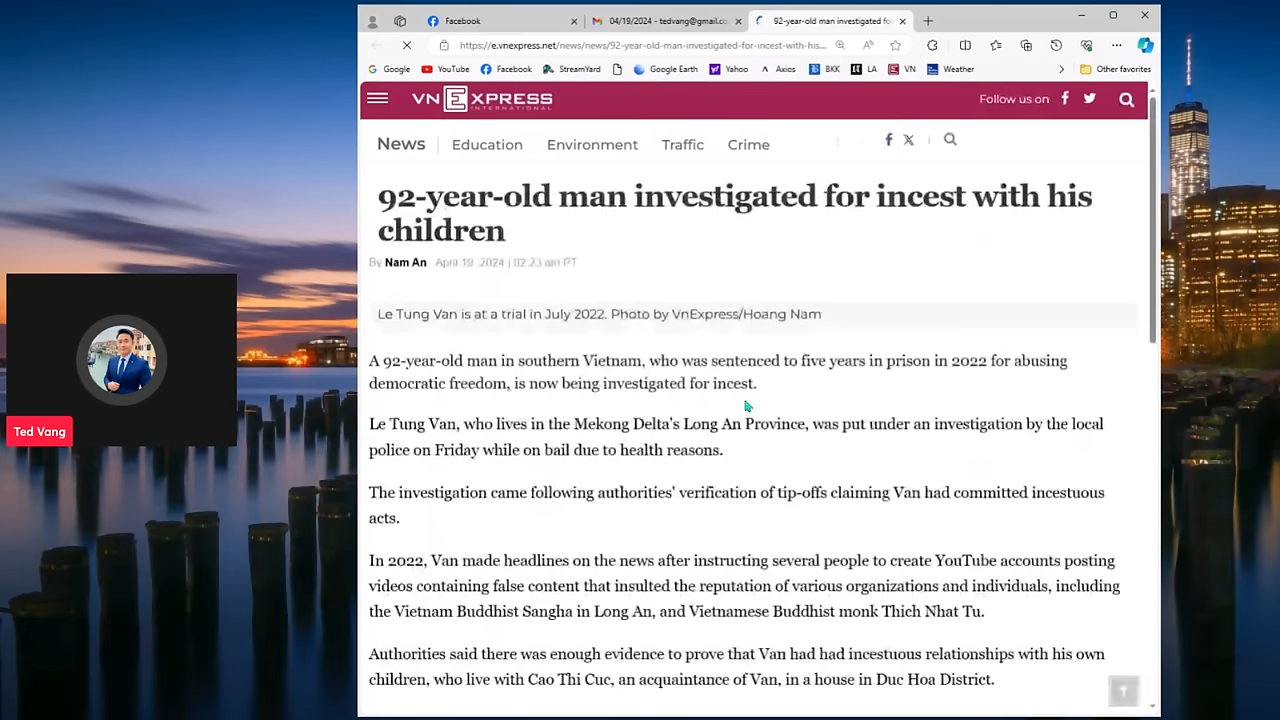 Facebook
04/19/2024 - tedvang@gmail.co
92-year-old man investigated fo
https://e.vnexpress.net/news/news/92-year-old-man-investigated-for-incest-with-his...
Google YouTube Facebook StreamYard Google Earth Yahoo Axios BKK LA VN Weather Other favorites
VN EXPRESS
INTERNATIONAL
Follow us on
News Education Environment Traffic Crime
92-year-old man investigated for incest with his
children
By Nam An April 19, 2024 | 02:23 am PT
Le Tung Van is at a trial in July 2022. Photo by VnExpress/Hoang Nam
A 92-year-old man in southern Vietnam, who was sentenced to five years in prison in 2022 for abusing
democratic freedom, is now being investigated for incest.
Le Tung Van, who lives in the Mekong Delta's Long An Province, was put under an investigation by the local
police on Friday while on bail due to health reasons.
The investigation came following authorities' verification of tip-offs claiming Van had committed incestuous
acts.
In 2022, Van made headlines on the news after instructing several people to create YouTube accounts posting
videos containing false content that insulted the reputation of various organizations and individuals, including
the Vietnam Buddhist Sangha in Long An, and Vietnamese Buddhist monk Thich Nhat Tu.
Authorities said there was enough evidence to prove that Van had had incestuous relationships with his own
children, who live with Cao Thi Cuc, an acquaintance of Van, in a house in Duc Hoa District.
Ted Vang